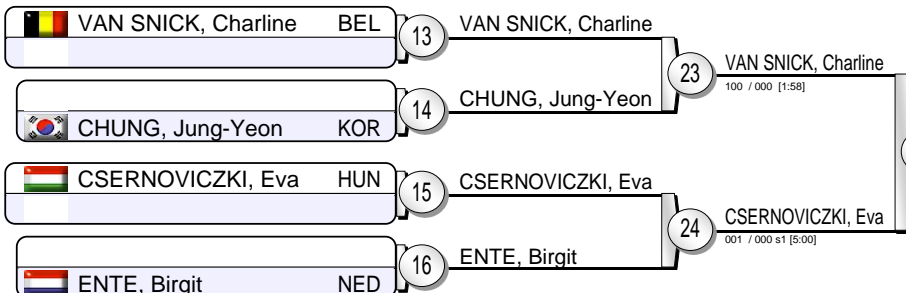 VAN SNICK, Charline BEL
13
VAN SNICK, Charline
14
CHUNG, Jung-Yeon
CHUNG, Jung-Yeon KOR
23
VAN SNICK, Charline
100 / 000 [1:58]
CSERNOVICZKI, Eva HUN
15
CSERNOVICZKI, Eva
16
ENTE, Birgit
ENTE, Birgit NED
24
CSERNOVICZKI, Eva
001 / 000 s1 [5:00]